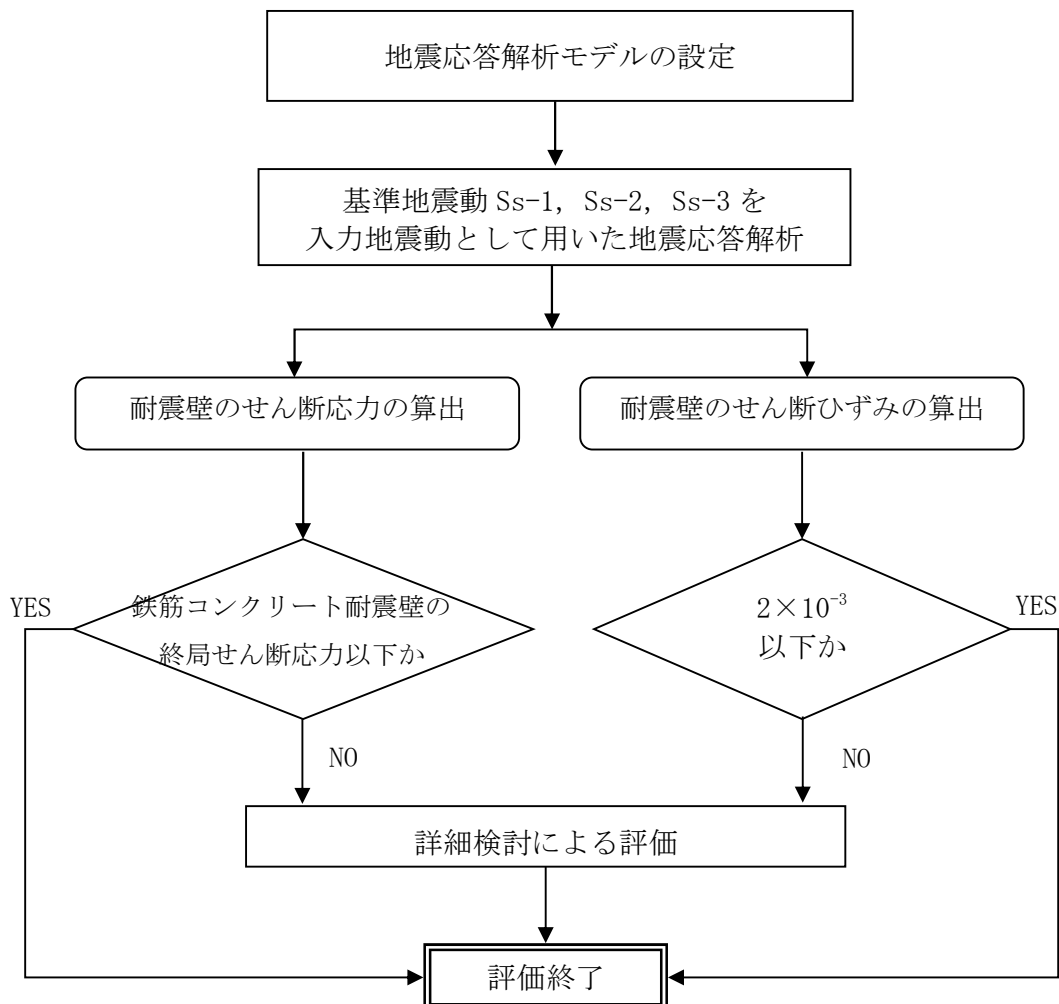 地震応答解析モデルの設定
基準地震動 Ss-1, Ss-2, Ss-3 を
入力地震動として用いた地震応答解析
耐震壁のせん断応力の算出
耐震壁のせん断ひずみの算出
YES
鉄筋コンクリート耐震壁の
終局せん断応力以下か
2×10⁻³
以下か
YES
NO
NO
詳細検討による評価
評価終了